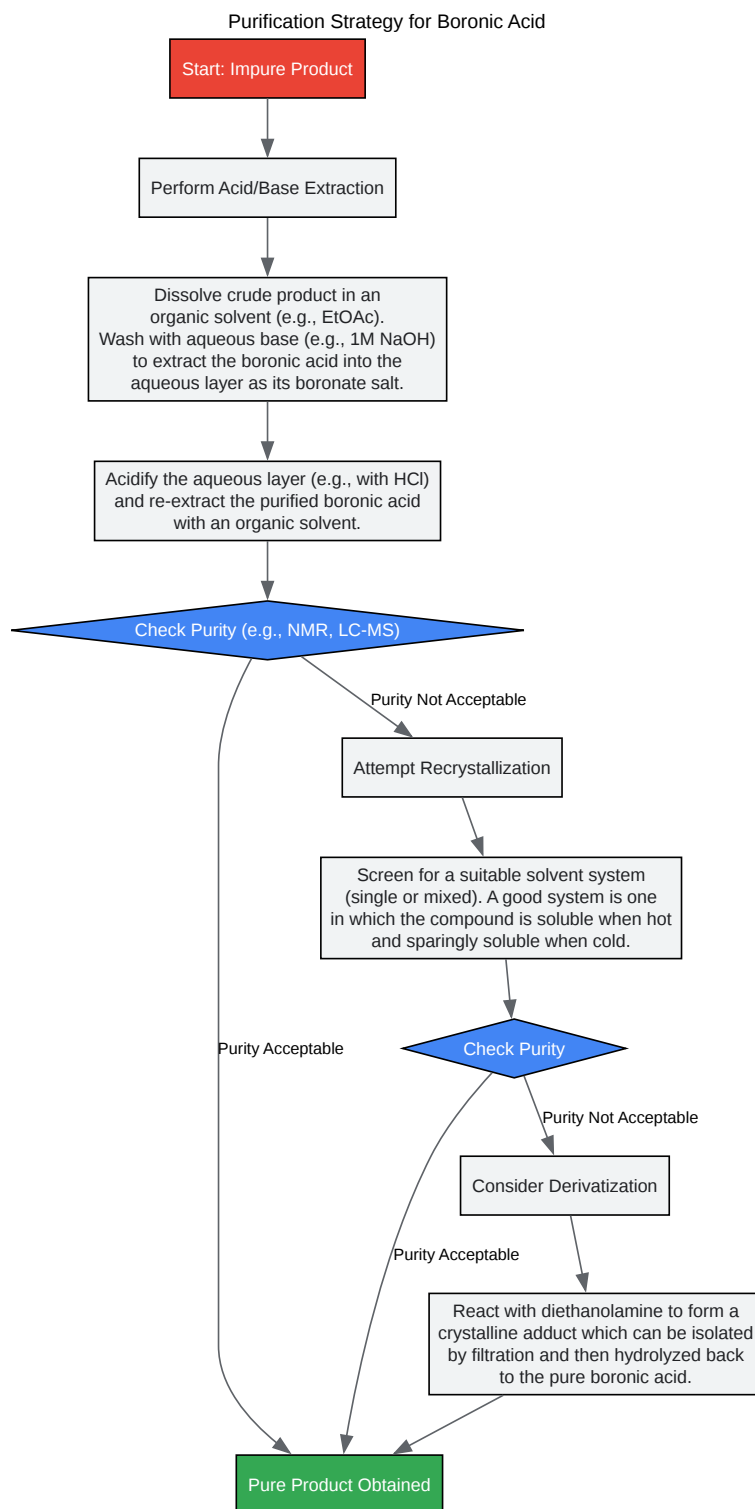 Purification Strategy for Boronic Acid
Start: Impure Product
Perform Acid/Base Extraction
Dissolve crude product in an
organic solvent (e.g., EtOAc).
Wash with aqueous base (e.g., 1M NaOH)
to extract the boronic acid into the
aqueous layer as its boronate salt.
Acidify the aqueous layer (e.g., with HCl)
and re-extract the purified boronic acid
with an organic solvent.
Check Purity (e.g., NMR, LC-MS)
Purity Not Acceptable
Attempt Recrystallization
Screen for a suitable solvent system
(single or mixed). A good system is one
in which the compound is soluble when hot
and sparingly soluble when cold.
Purity Acceptable
Check Purity
Purity Not Acceptable
Consider Derivatization
Purity Acceptable
React with diethanolamine to form a
crystalline adduct which can be isolated
by filtration and then hydrolyzed back
to the pure boronic acid.
Pure Product Obtained